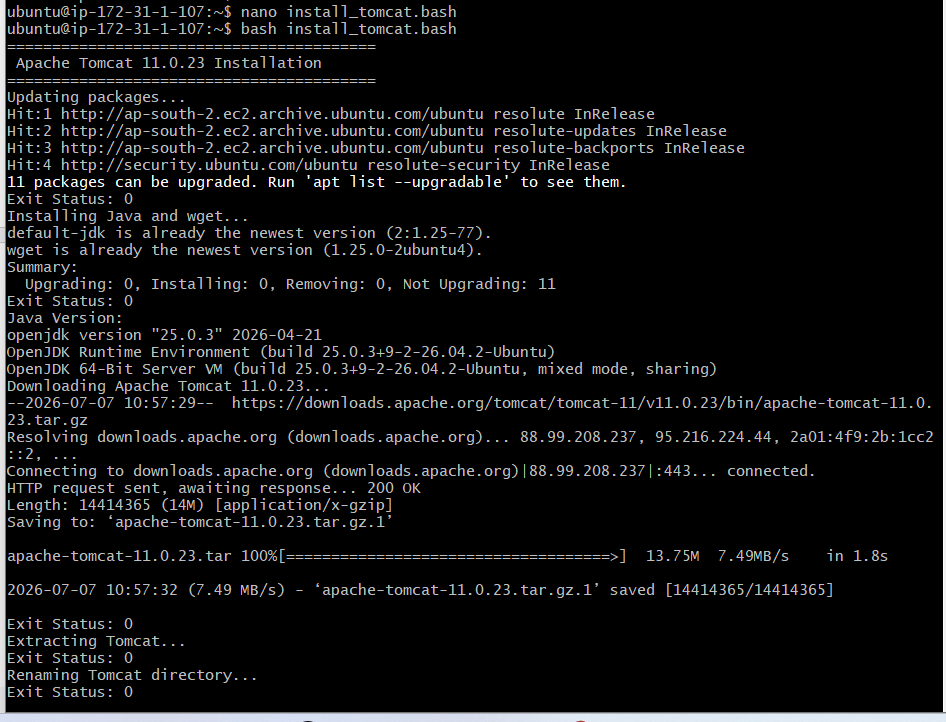 ubuntu@ip-172-31-1-107:~$ nano install_tomcat.bash
ubuntu@ip-172-31-1-107:~$ bash install_tomcat.bash
=========================================
 Apache Tomcat 11.0.23 Installation
=========================================
Updating packages...
Hit:1 http://ap-south-2.ec2.archive.ubuntu.com/ubuntu resolute InRelease
Hit:2 http://ap-south-2.ec2.archive.ubuntu.com/ubuntu resolute-updates InRelease
Hit:3 http://ap-south-2.ec2.archive.ubuntu.com/ubuntu resolute-backports InRelease
Hit:4 http://security.ubuntu.com/ubuntu resolute-security InRelease
11 packages can be upgraded. Run 'apt list --upgradable' to see them.
Exit Status: 0
Installing Java and wget...
default-jdk is already the newest version (2:1.25-77).
wget is already the newest version (1.25.0-2ubuntu4).
Summary:
  Upgrading: 0, Installing: 0, Removing: 0, Not Upgrading: 11
Exit Status: 0
Java Version:
openjdk version "25.0.3" 2026-04-21
OpenJDK Runtime Environment (build 25.0.3+9-2-26.04.2-Ubuntu)
OpenJDK 64-Bit Server VM (build 25.0.3+9-2-26.04.2-Ubuntu, mixed mode, sharing)
Downloading Apache Tomcat 11.0.23...
--2026-07-07 10:57:29--  https://downloads.apache.org/tomcat/tomcat-11/v11.0.23/bin/apache-tomcat-11.0.
23.tar.gz
Resolving downloads.apache.org (downloads.apache.org)... 88.99.208.237, 95.216.224.44, 2a01:4f9:2b:1cc2
::2, ...
Connecting to downloads.apache.org (downloads.apache.org)|88.99.208.237|:443... connected.
HTTP request sent, awaiting response... 200 OK
Length: 14414365 (14M) [application/x-gzip]
Saving to: ‘apache-tomcat-11.0.23.tar.gz.1’

apache-tomcat-11.0.23.tar 100%[====================================>]  13.75M  7.49MB/s    in 1.8s

2026-07-07 10:57:32 (7.49 MB/s) - ‘apache-tomcat-11.0.23.tar.gz.1’ saved [14414365/14414365]

Exit Status: 0
Extracting Tomcat...
Exit Status: 0
Renaming Tomcat directory...
Exit Status: 0